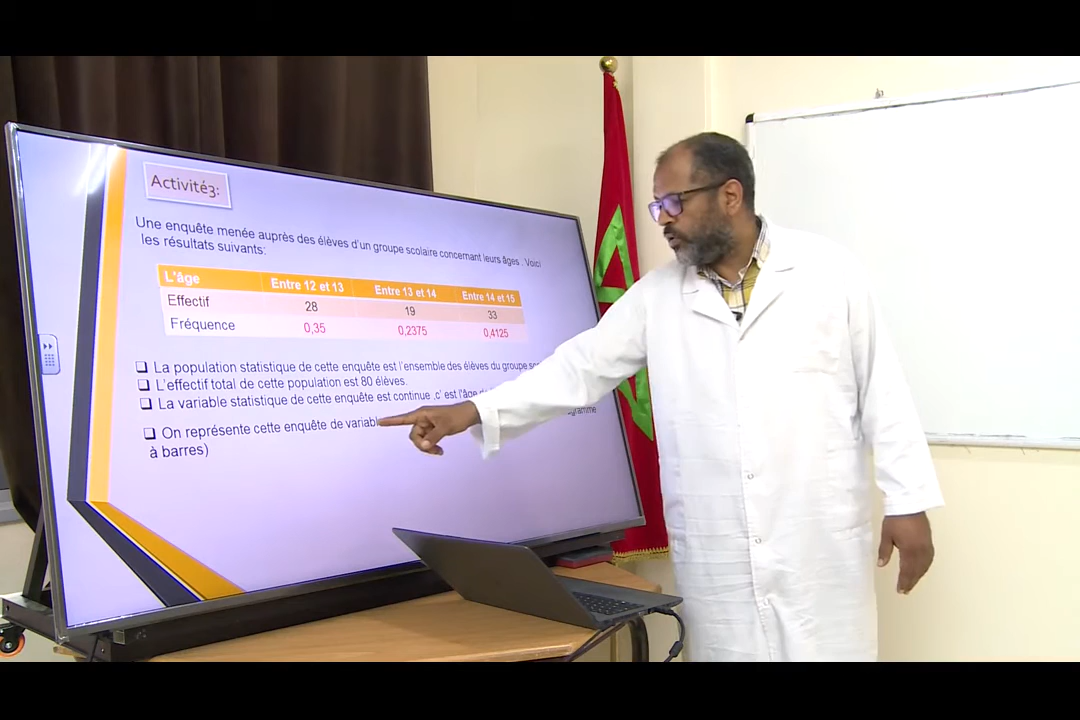 Activité3:
Une enquête menée auprès des élèves d'un groupe scolaire concernant leurs âges . Voici
les résultats suivants:
L'âge Entre 12 et 13 Entre 13 et 14 Entre 14 et 15
Effectif 28 19 33
Fréquence 0,35 0,2375 0,4125
❑ La population statistique de cette enquête est l'ensemble des élèves du groupe
❑ L'effectif total de cette population est 80 élèves.
❑ La variable statistique de cette enquête est continue ,c' est l'âge
❑ On représente cette enquête de
à barres)